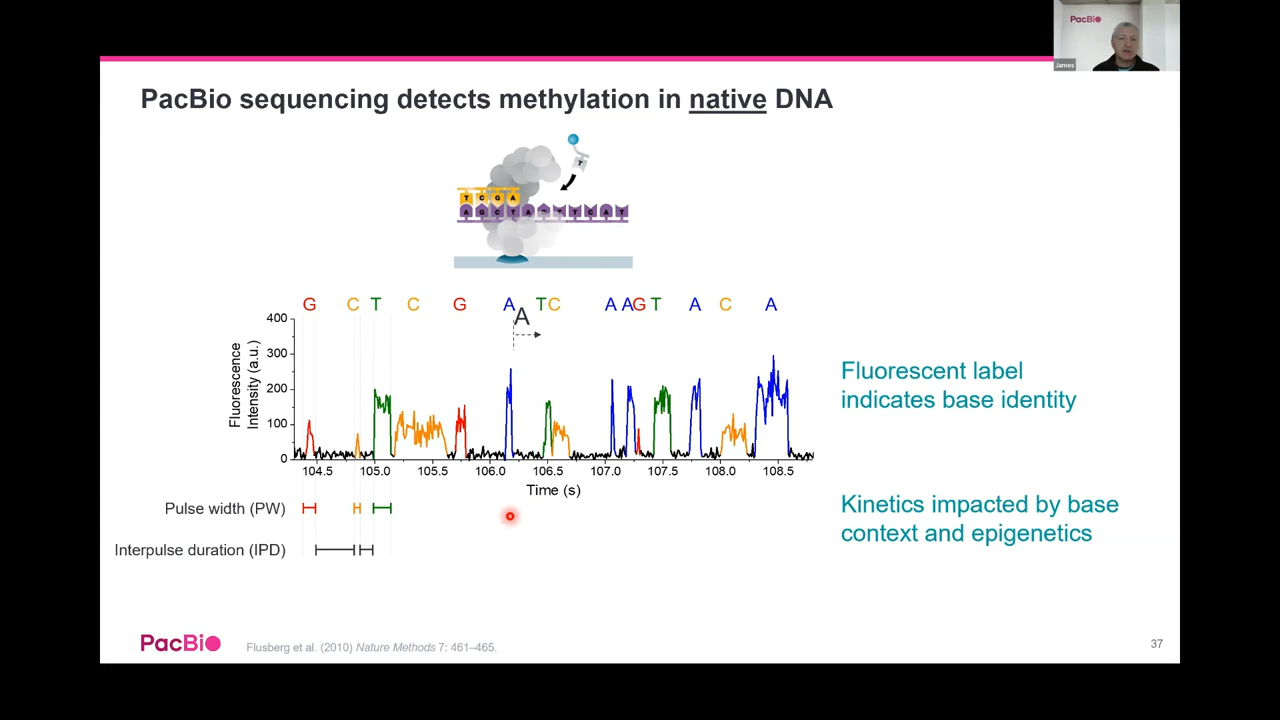 PacBio
James
PacBio sequencing detects methylation in native DNA
T
T C G A
A G C T A T C A T
G C T C G A T C A A G T A C A
A
Fluorescence
Intensity (a.u.)
400
300
200
100
0
104.5 105.0 105.5 106.0 106.5 107.0 107.5 108.0 108.5
Time (s)
Fluorescent label
indicates base identity
Pulse width (PW)
Interpulse duration (IPD)
Kinetics impacted by base
context and epigenetics
PacBio
Flusberg et al. (2010) Nature Methods 7: 461–465.
37